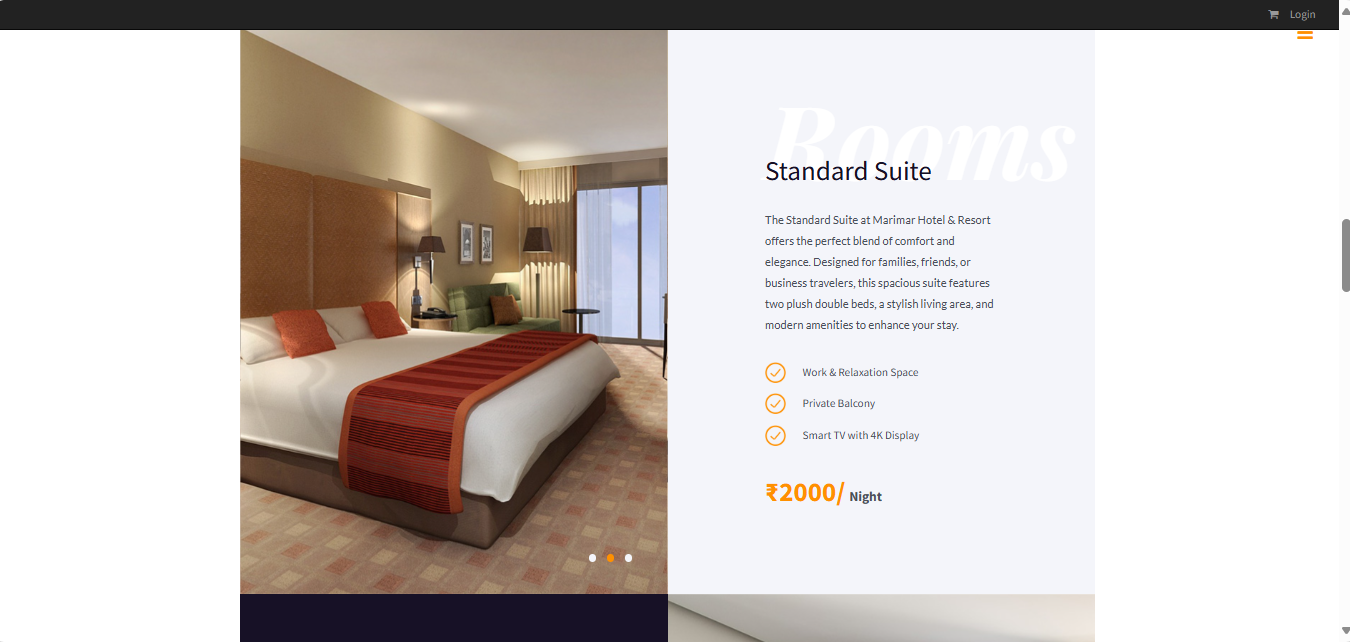 Login
Rooms
Standard Suite
The Standard Suite at Marimar Hotel & Resort
offers the perfect blend of comfort and
elegance. Designed for families, friends, or
business travelers, this spacious suite features
two plush double beds, a stylish living area, and
modern amenities to enhance your stay.
Work & Relaxation Space
Private Balcony
Smart TV with 4K Display
₹2000/ Night